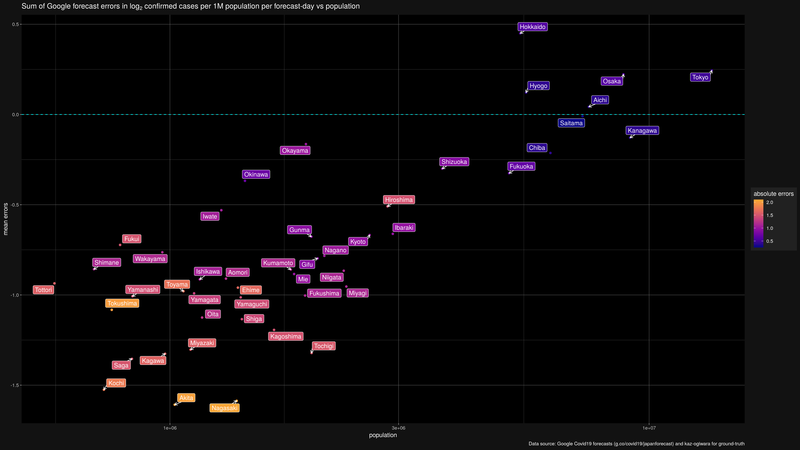 Sum of Google forecast errors in log₂ confirmed cases per 1M population per forecast-day vs population
0.5
Hokkaido
Tokyo
Osaka
Hyogo
Aichi
0.0
Saitama
Kanagawa
Chiba
Okayama
Shizuoka
Fukuoka
Okinawa
Hiroshima
-0.5
Iwate
Ibaraki
Gunma
Fukui
Kyoto
Nagano
Wakayama
Shimane
Kumamoto
Gifu
Ishikawa
Aomori
Mie
Niigata
Toyama
Tottori
Yamanashi
Ehime
Fukushima
Miyagi
-1.0
Yamagata
Tokushima
Yamaguchi
Oita
Shiga
Kagoshima
Miyazaki
Tochigi
Kagawa
Saga
Kochi
-1.5
Akita
Nagasaki
mean errors
absolute errors
2.0
1.5
1.0
0.5
1e+06
3e+06
1e+07
population
Data source: Google Covid19 forecasts (g.co/covid19/japanforecast) and kaz-ogiwara for ground-truth